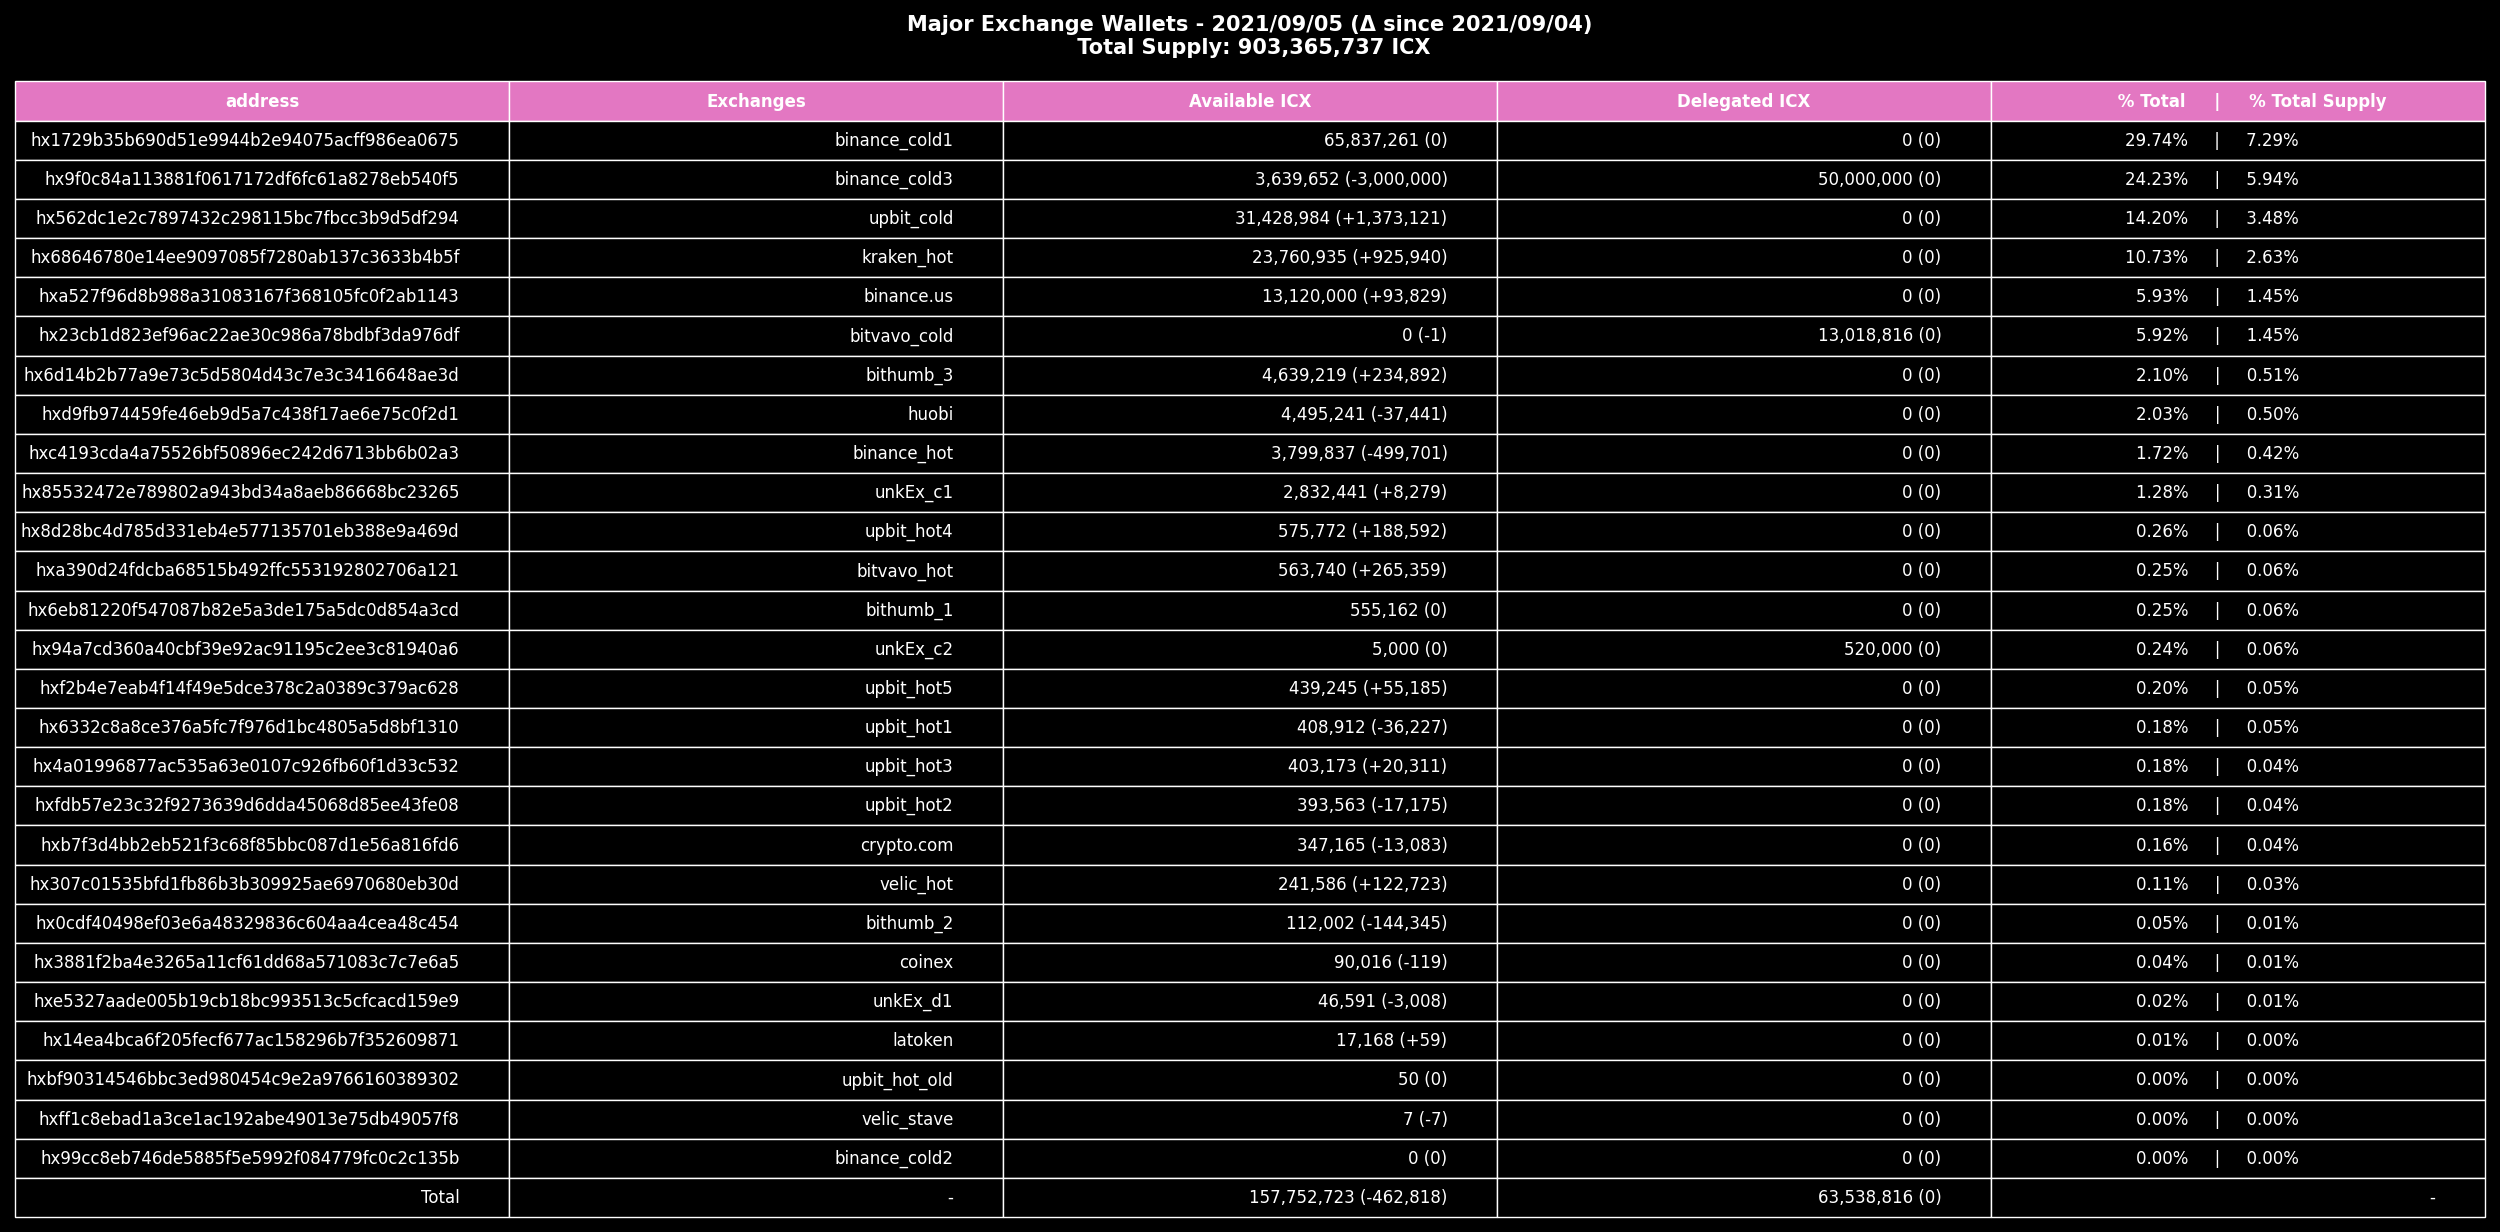 Major Exchange Wallets - 2021/09/05 (Δ since 2021/09/04)
Total Supply: 903,365,737 ICX
address Exchanges Available ICX Delegated ICX % Total | % Total Supply
hx1729b35b690d51e9944b2e94075acff986ea0675 binance_cold1 65,837,261 (0) 0 (0) 29.74% | 7.29%
hx9f0c84a113881f0617172df6fc61a8278eb540f5 binance_cold3 3,639,652 (-3,000,000) 50,000,000 (0) 24.23% | 5.94%
hx562dc1e2c7897432c298115bc7fbcc3b9d5df294 upbit_cold 31,428,984 (+1,373,121) 0 (0) 14.20% | 3.48%
hx68646780e14ee9097085f7280ab137c3633b4b5f kraken_hot 23,760,935 (+925,940) 0 (0) 10.73% | 2.63%
hxa527f96d8b988a31083167f368105fc0f2ab1143 binance.us 13,120,000 (+93,829) 0 (0) 5.93% | 1.45%
hx23cb1d823ef96ac22ae30c986a78bdbf3da976df bitvavo_cold 0 (-1) 13,018,816 (0) 5.92% | 1.45%
hx6d14b2b77a9e73c5d5804d43c7e3c3416648ae3d bithumb_3 4,639,219 (+234,892) 0 (0) 2.10% | 0.51%
hxd9fb974459fe46eb9d5a7c438f17ae6e75c0f2d1 huobi 4,495,241 (-37,441) 0 (0) 2.03% | 0.50%
hxc4193cda4a75526bf50896ec242d6713bb6b02a3 binance_hot 3,799,837 (-499,701) 0 (0) 1.72% | 0.42%
hx85532472e789802a943bd34a8aeb86668bc23265 unkEx_c1 2,832,441 (+8,279) 0 (0) 1.28% | 0.31%
hx8d28bc4d785d331eb4e577135701eb388e9a469d upbit_hot4 575,772 (+188,592) 0 (0) 0.26% | 0.06%
hxa390d24fdcba68515b492ffc553192802706a121 bitvavo_hot 563,740 (+265,359) 0 (0) 0.25% | 0.06%
hx6eb81220f547087b82e5a3de175a5dc0d854a3cd bithumb_1 555,162 (0) 0 (0) 0.25% | 0.06%
hx94a7cd360a40cbf39e92ac91195c2ee3c81940a6 unkEx_c2 5,000 (0) 520,000 (0) 0.24% | 0.06%
hxf2b4e7eab4f14f49e5dce378c2a0389c379ac628 upbit_hot5 439,245 (+55,185) 0 (0) 0.20% | 0.05%
hx6332c8a8ce376a5fc7f976d1bc4805a5d8bf1310 upbit_hot1 408,912 (-36,227) 0 (0) 0.18% | 0.05%
hx4a01996877ac535a63e0107c926fb60f1d33c532 upbit_hot3 403,173 (+20,311) 0 (0) 0.18% | 0.04%
hxfdb57e23c32f9273639d6dda45068d85ee43fe08 upbit_hot2 393,563 (-17,175) 0 (0) 0.18% | 0.04%
hxb7f3d4bb2eb521f3c68f85bbc087d1e56a816fd6 crypto.com 347,165 (-13,083) 0 (0) 0.16% | 0.04%
hx307c01535bfd1fb86b3b309925ae6970680eb30d velic_hot 241,586 (+122,723) 0 (0) 0.11% | 0.03%
hx0cdf40498ef03e6a48329836c604aa4cea48c454 bithumb_2 112,002 (-144,345) 0 (0) 0.05% | 0.01%
hx3881f2ba4e3265a11cf61dd68a571083c7c7e6a5 coinex 90,016 (-119) 0 (0) 0.04% | 0.01%
hxe5327aade005b19cb18bc993513c5cfcacd159e9 unkEx_d1 46,591 (-3,008) 0 (0) 0.02% | 0.01%
hx14ea4bca6f205fecf677ac158296b7f352609871 latoken 17,168 (+59) 0 (0) 0.01% | 0.00%
hxbf90314546bbc3ed980454c9e2a9766160389302 upbit_hot_old 50 (0) 0 (0) 0.00% | 0.00%
hxff1c8ebad1a3ce1ac192abe49013e75db49057f8 velic_stave 7 (-7) 0 (0) 0.00% | 0.00%
hx99cc8eb746de5885f5e5992f084779fc0c2c135b binance_cold2 0 (0) 0 (0) 0.00% | 0.00%
Total - 157,752,723 (-462,818) 63,538,816 (0) -